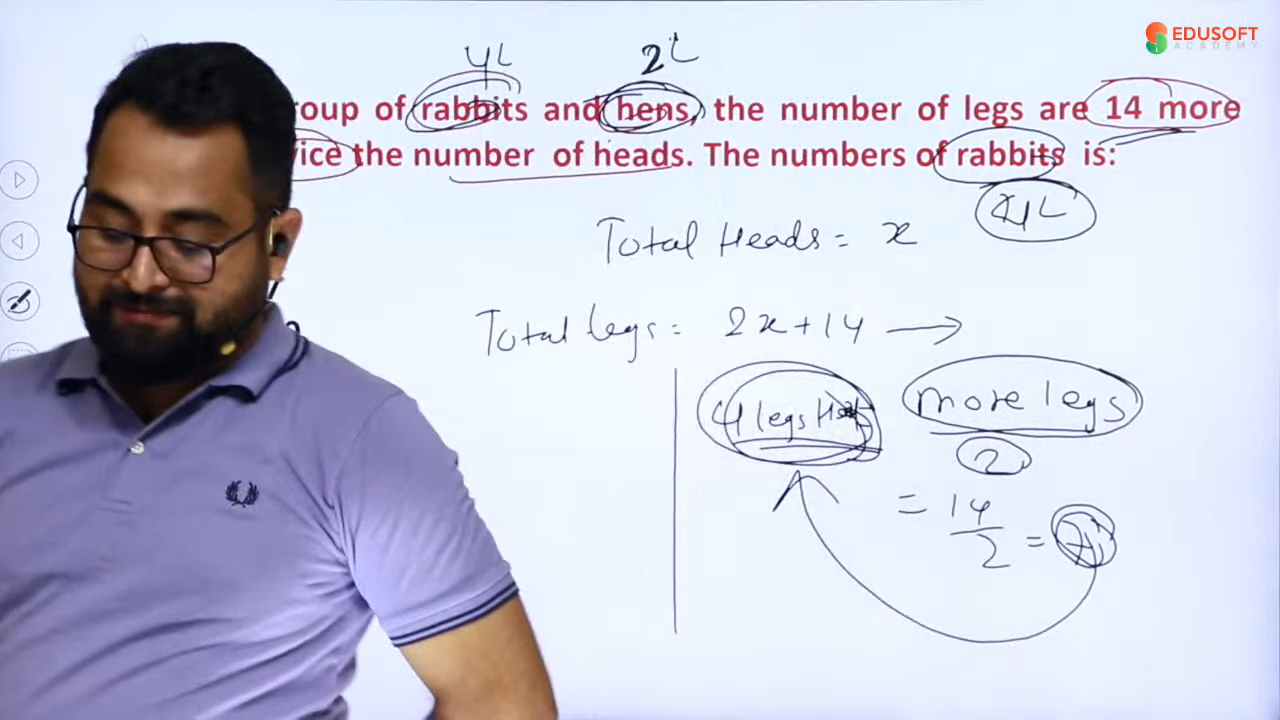 EDUSOFT
ACADEMY
4L 2L
roup of rabbits and hens, the number of legs are 14 more
ice the number of heads. The numbers of rabbits is:
4L
Total Heads = x
Total legs = 2x+14 →
4 legs more legs
2
= 14
2 = 7